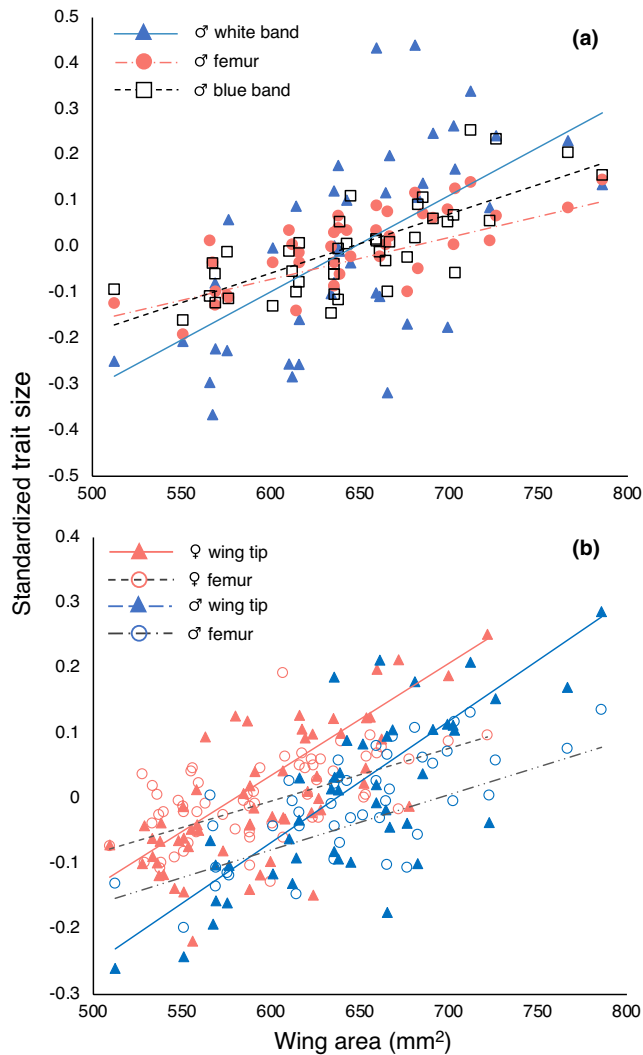 0.5
♂ white band
(a)
0.4
♂ femur
0.3
♂ blue band
0.2
0.1
0.0
-0.1
-0.2
-0.3
-0.4
-0.5
500 550 600 650 700 750 800
Standardized trait size
0.4
♀ wing tip
(b)
♀ femur
0.3
♂ wing tip
♂ femur
0.2
0.1
0
-0.1
-0.2
-0.3
500 550 600 650 700 750 800
Wing area (mm²)